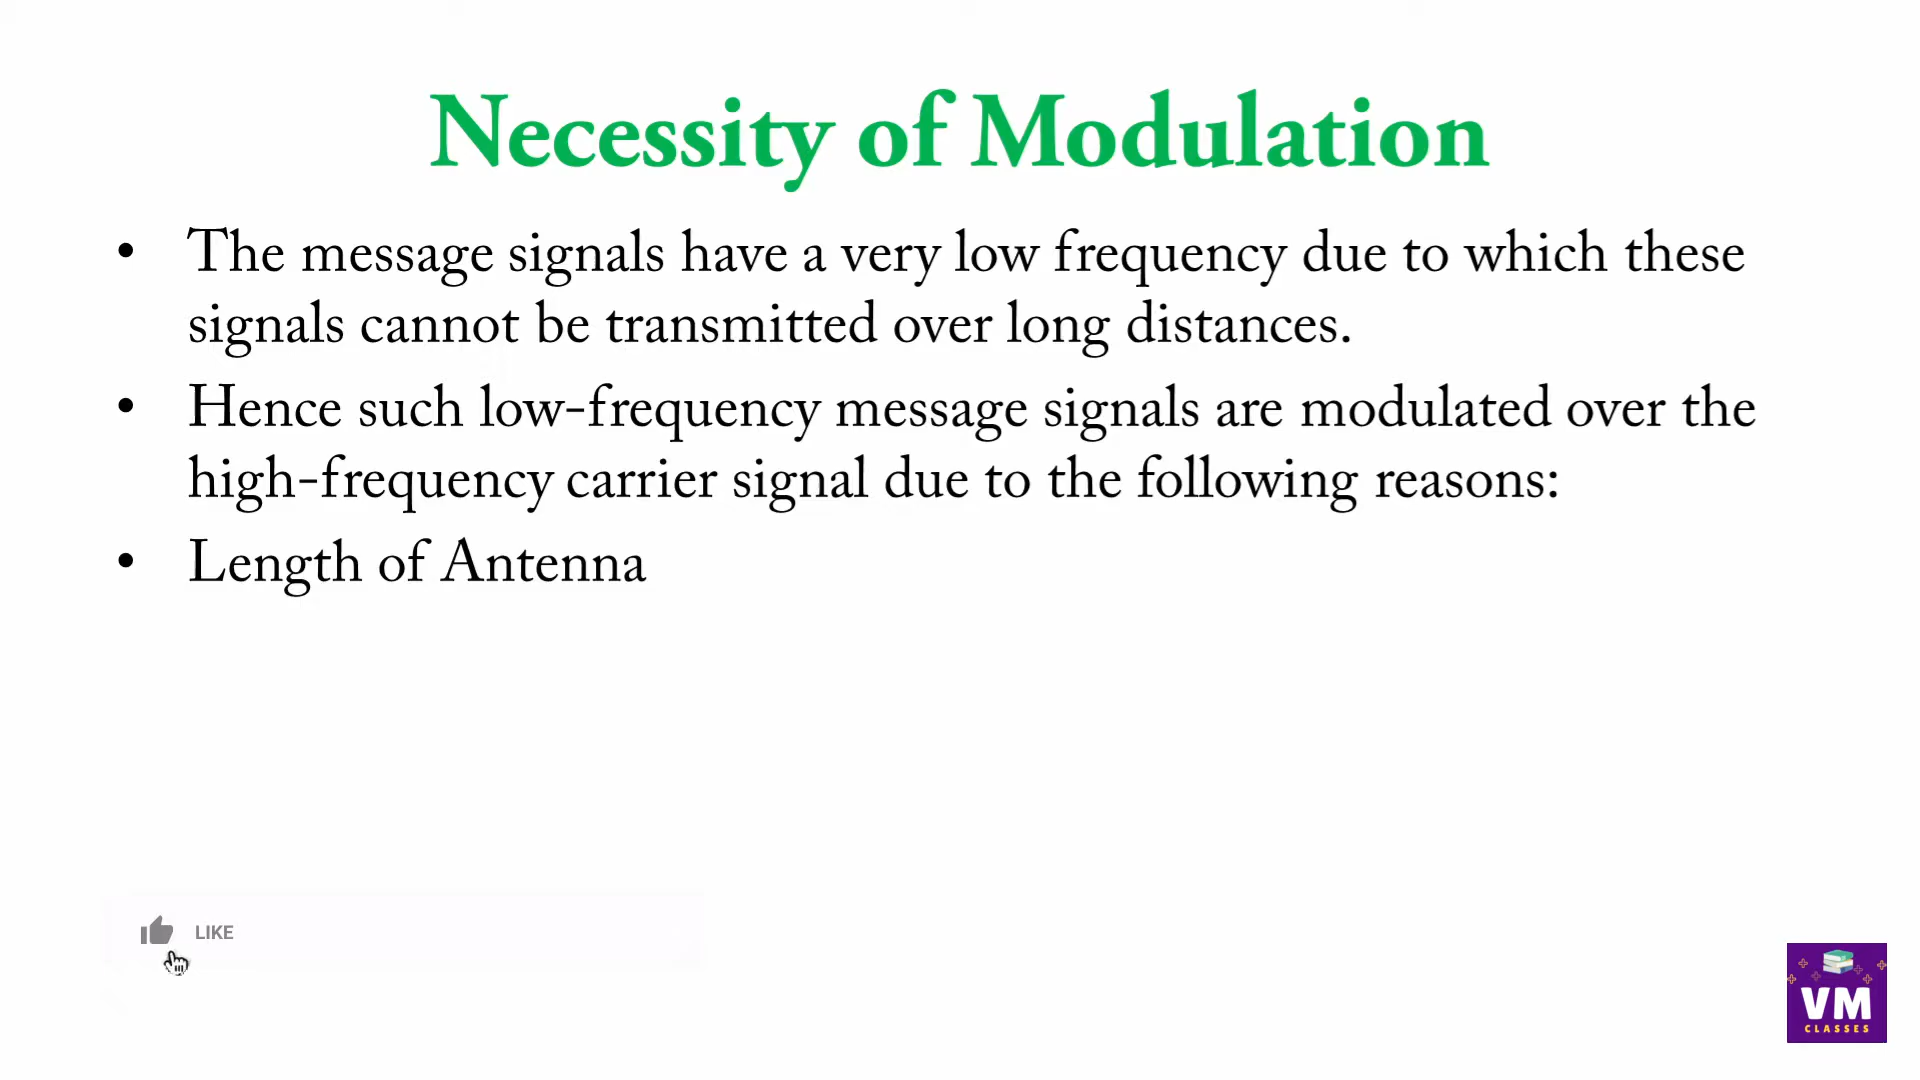 Necessity of Modulation
• The message signals have a very low frequency due to which these
signals cannot be transmitted over long distances.
• Hence such low-frequency message signals are modulated over the
high-frequency carrier signal due to the following reasons:
• Length of Antenna
LIKE
VM
CLASSES